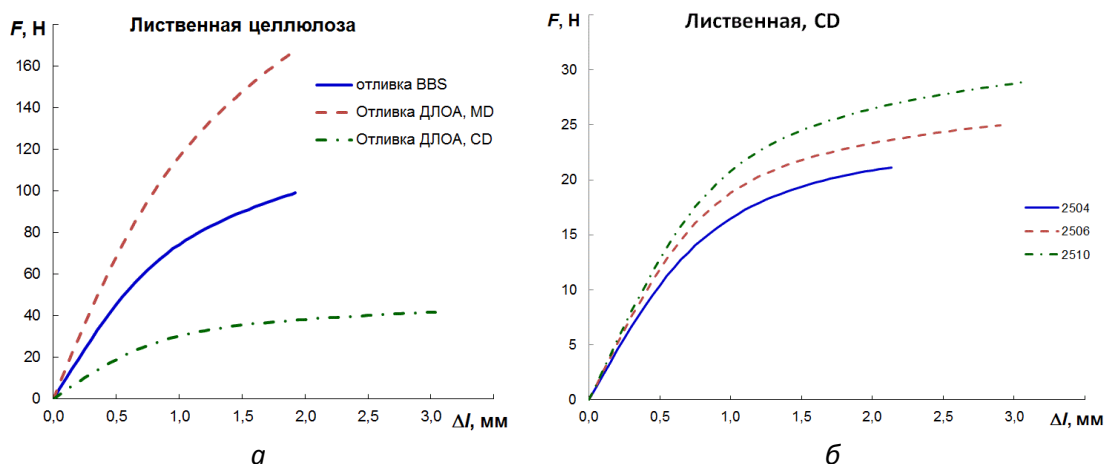 Лиственная целлюлоза
F, Н
160
140
120
100
80
60
40
20
0
0,0 0,5 1,0 1,5 2,0 2,5 3,0 Δl, мм
отливка BBS
Отливка ДЛОА, MD
Отливка ДЛОА, CD
а
Лиственная, CD
F, Н
30
25
20
15
10
5
0
0,0 0,5 1,0 1,5 2,0 2,5 3,0 Δl, мм
2504
2506
2510
б